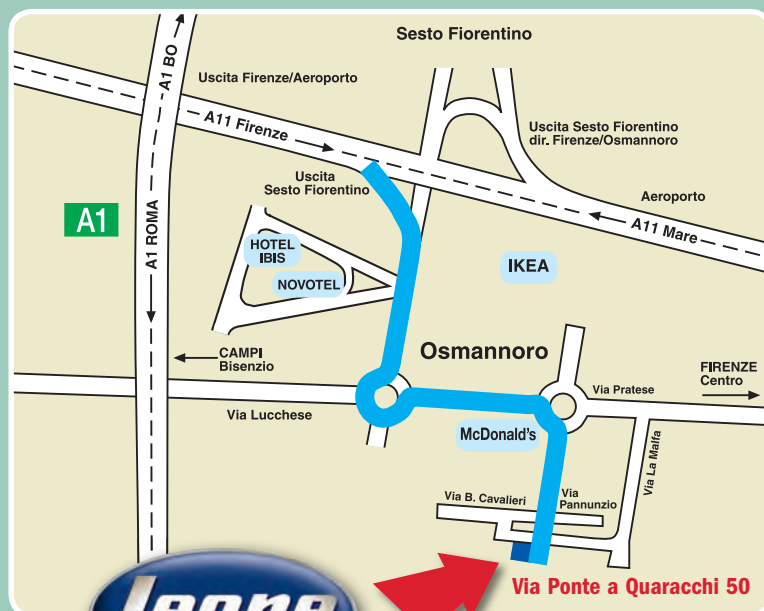 Sesto Fiorentino
A1 BO
Uscita Firenze/Aeroporto
A11 Firenze
Uscita Sesto Fiorentino
dir. Firenze/Osmannoro
Uscita
Sesto Fiorentino
Aeroporto
A11 Mare
A1
A1 ROMA
HOTEL
IBIS
NOVOTEL
IKEA
CAMPI
Bisenzio
Osmannoro
FIRENZE
Centro
Via Pratese
Via Lucchese
McDonald's
Via La Malfa
Via B. Cavalieri
Via
Pannunzio
Via Ponte a Quaracchi 50
Leone